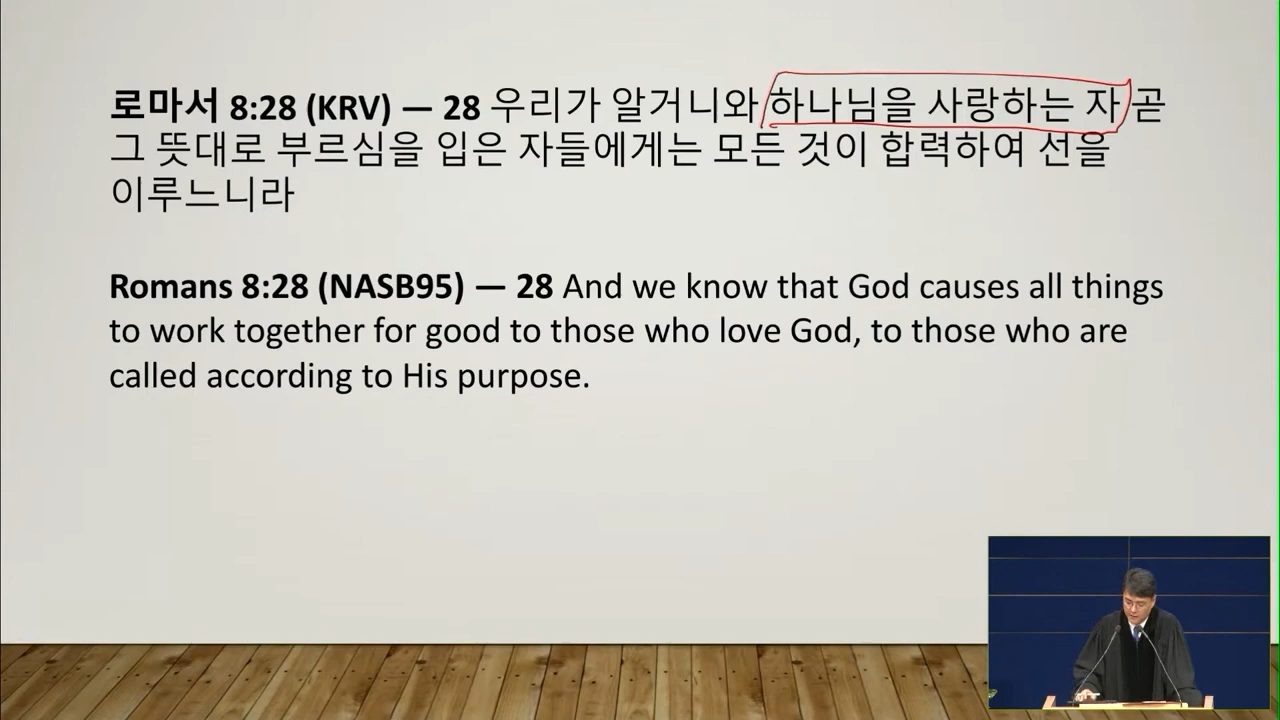 로마서 8:28 (KRV) — 28 우리가 알거니와 하나님을 사랑하는 자 곧
그 뜻대로 부르심을 입은 자들에게는 모든 것이 합력하여 선을
이루느니라
Romans 8:28 (NASB95) — 28 And we know that God causes all things
to work together for good to those who love God, to those who are
called according to His purpose.